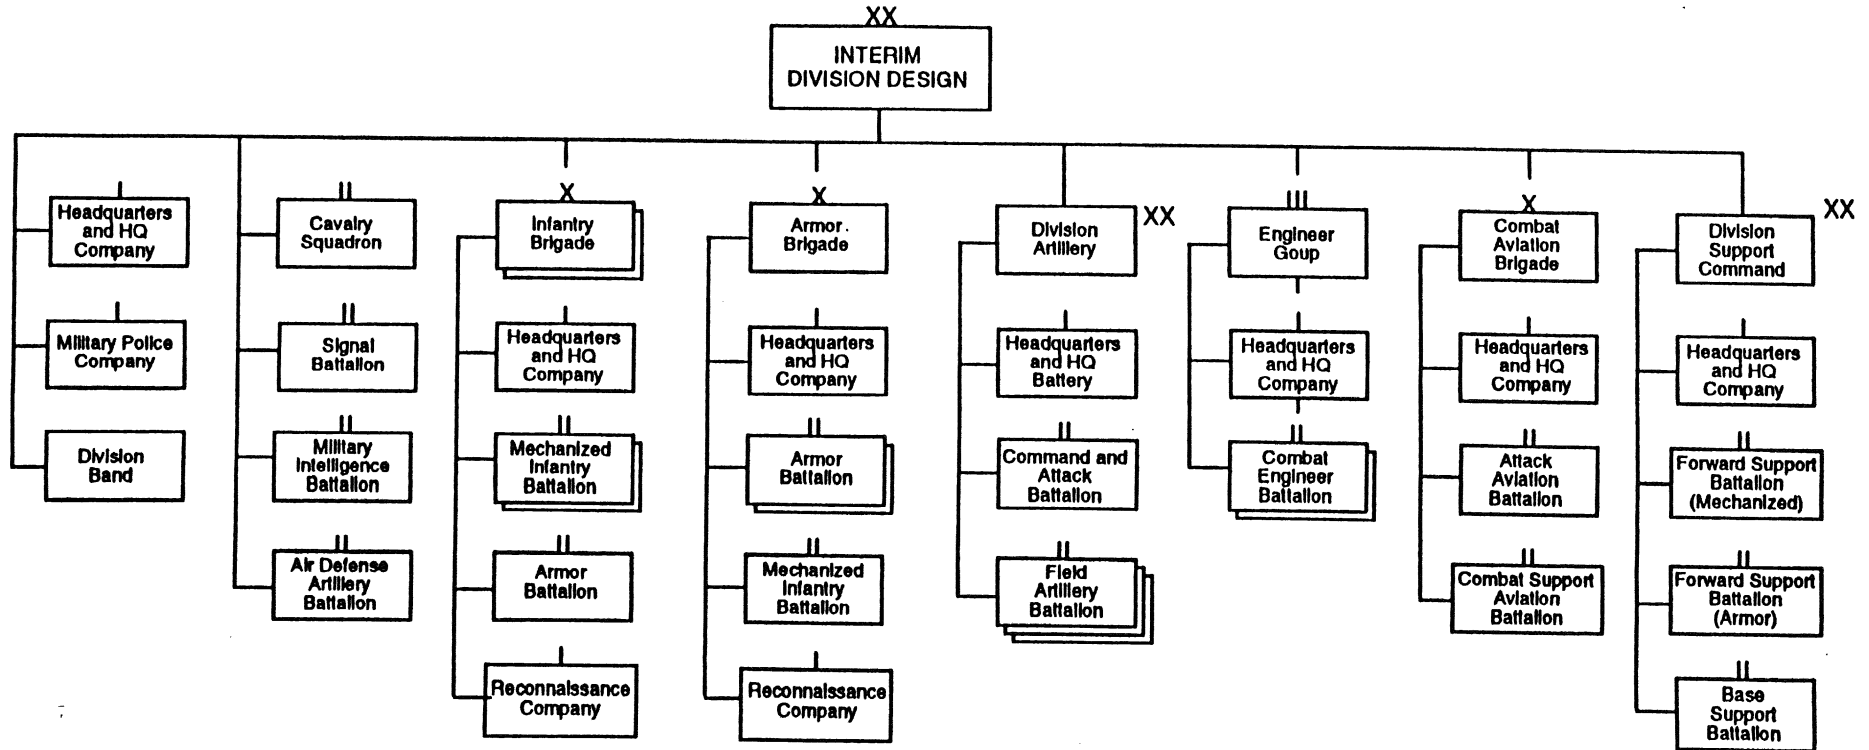 XX
INTERIM
DIVISION DESIGN
I
Headquarters
and HQ
Company
I
Military Police
Company
Division
Band
II
Cavalry
Squadron
II
Signal
Battalion
II
Military
Intelligence
Battalion
II
Air Defense
Artillery
Battalion
X
Infantry
Brigade
I
Headquarters
and HQ
Company
II
Mechanized
Infantry
Battalion
II
Armor
Battalion
I
Reconnaissance
Company
X
Armor
Brigade
I
Headquarters
and HQ
Company
II
Armor
Battalion
II
Mechanized
Infantry
Battalion
I
Reconnaissance
Company
XX
Division
Artillery
I
Headquarters
and HQ
Battery
II
Command and
Attack
Battalion
II
Field
Artillery
Battalion
III
Engineer
Goup
I
Headquarters
and HQ
Company
II
Combat
Engineer
Battalion
X
Combat
Aviation
Brigade
I
Headquarters
and HQ
Company
II
Attack
Aviation
Battalion
II
Combat Support
Aviation
Battalion
XX
Division
Support
Command
I
Headquarters
and HQ
Company
II
Forward Support
Battalion
(Mechanized)
II
Forward Support
Battalion
(Armor)
II
Base
Support
Battalion